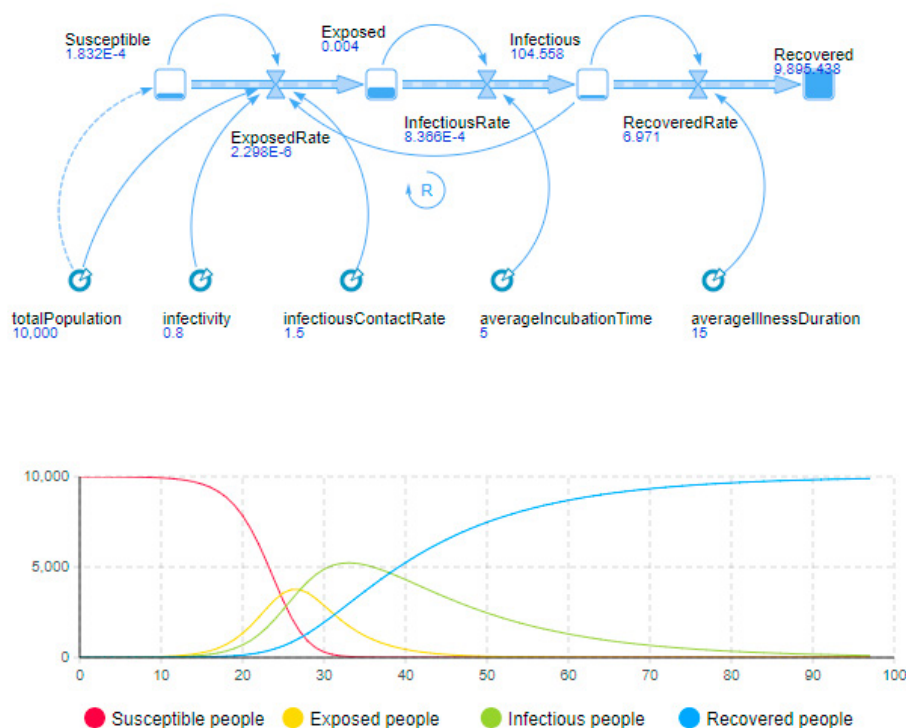 Susceptible
1.832E-4
Exposed
0.004
Infectious
104.558
Recovered
9,895.438
ExposedRate
2.298E-6
InfectiousRate
8.366E-4
RecoveredRate
6.971
R
totalPopulation
10,000
infectivity
0.8
infectiousContactRate
1.5
averageIncubationTime
5
averageIllnessDuration
15
10,000
5,000
0
0 10 20 30 40 50 60 70 80 90 100
Susceptible people Exposed people Infectious people Recovered people